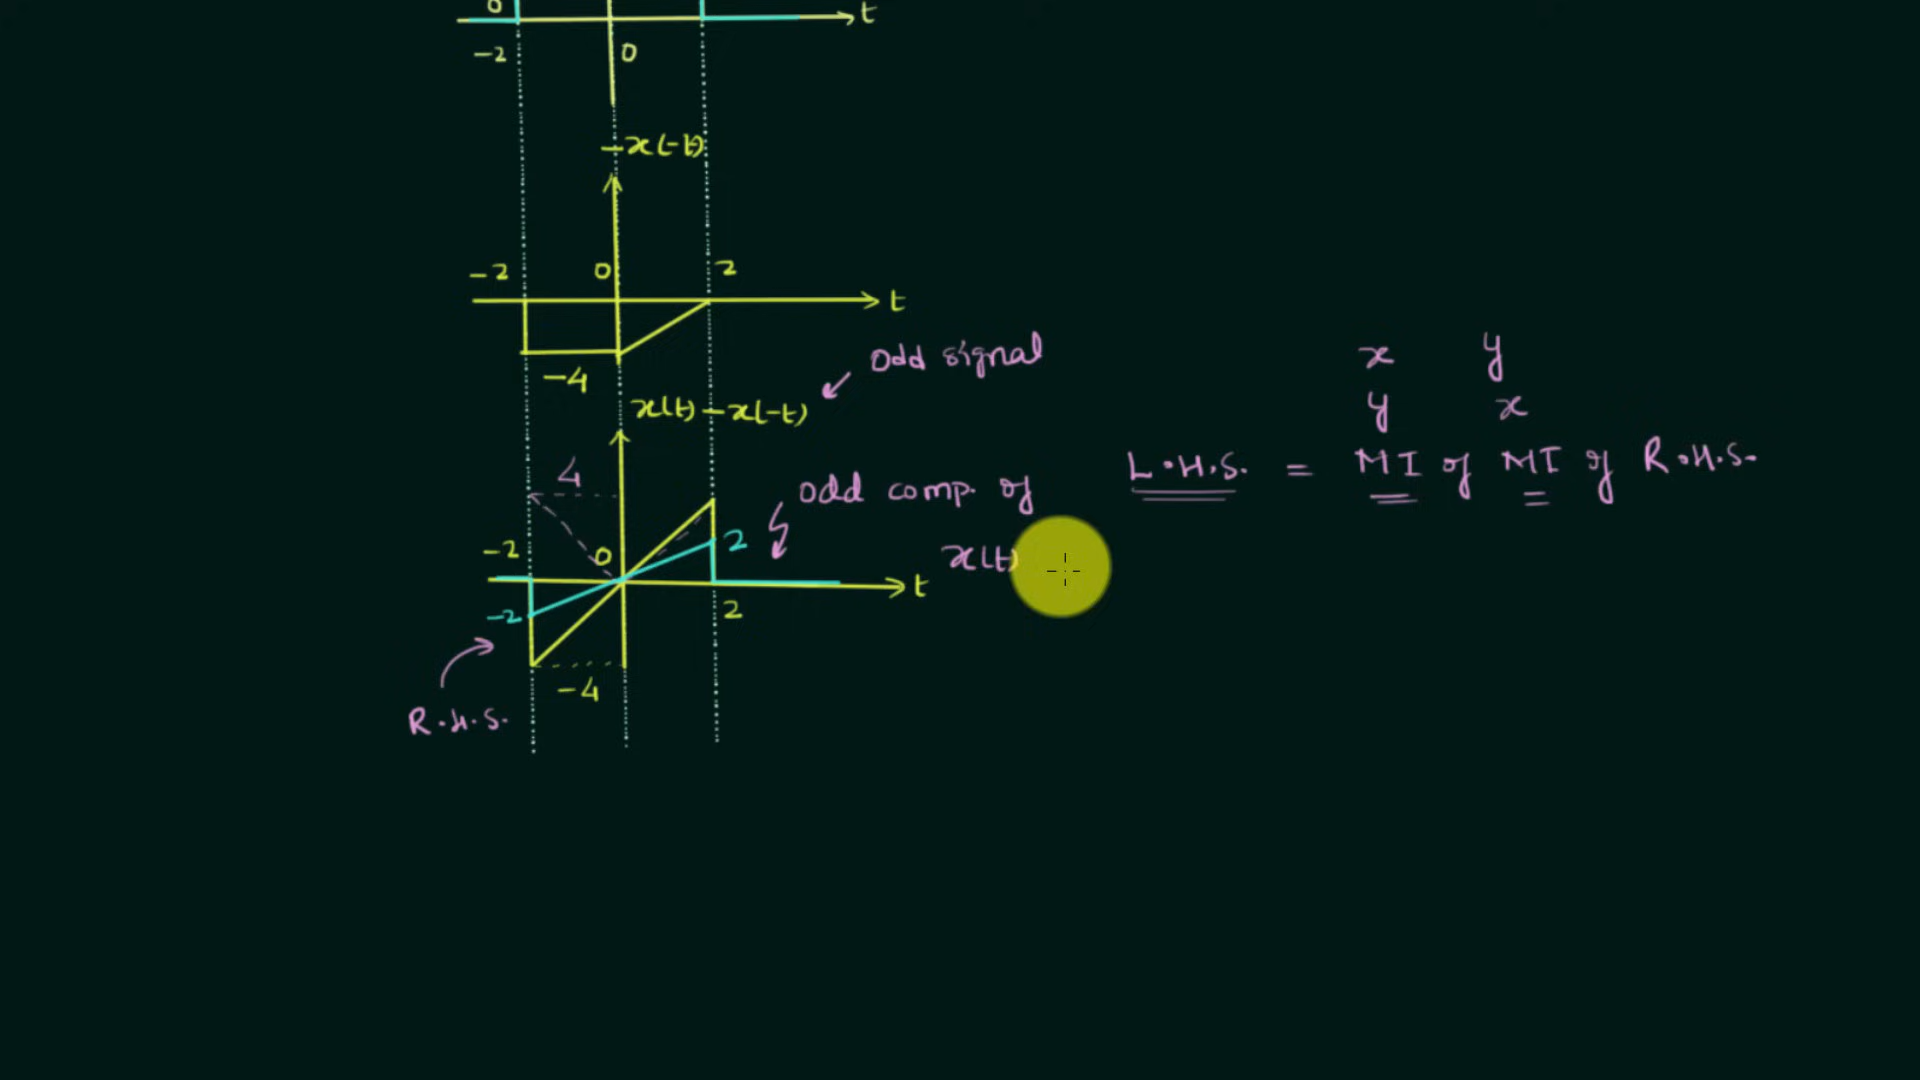 0
t
-2 0
-x(-t)
-2 0 2
t
-4
odd signal
x(t) - x(-t)
4
odd comp. of
x(t)
-2 0 2
t
-2
2
-4
R.H.S.
x y
y x
L.H.S. = MI of MI of R.H.S.